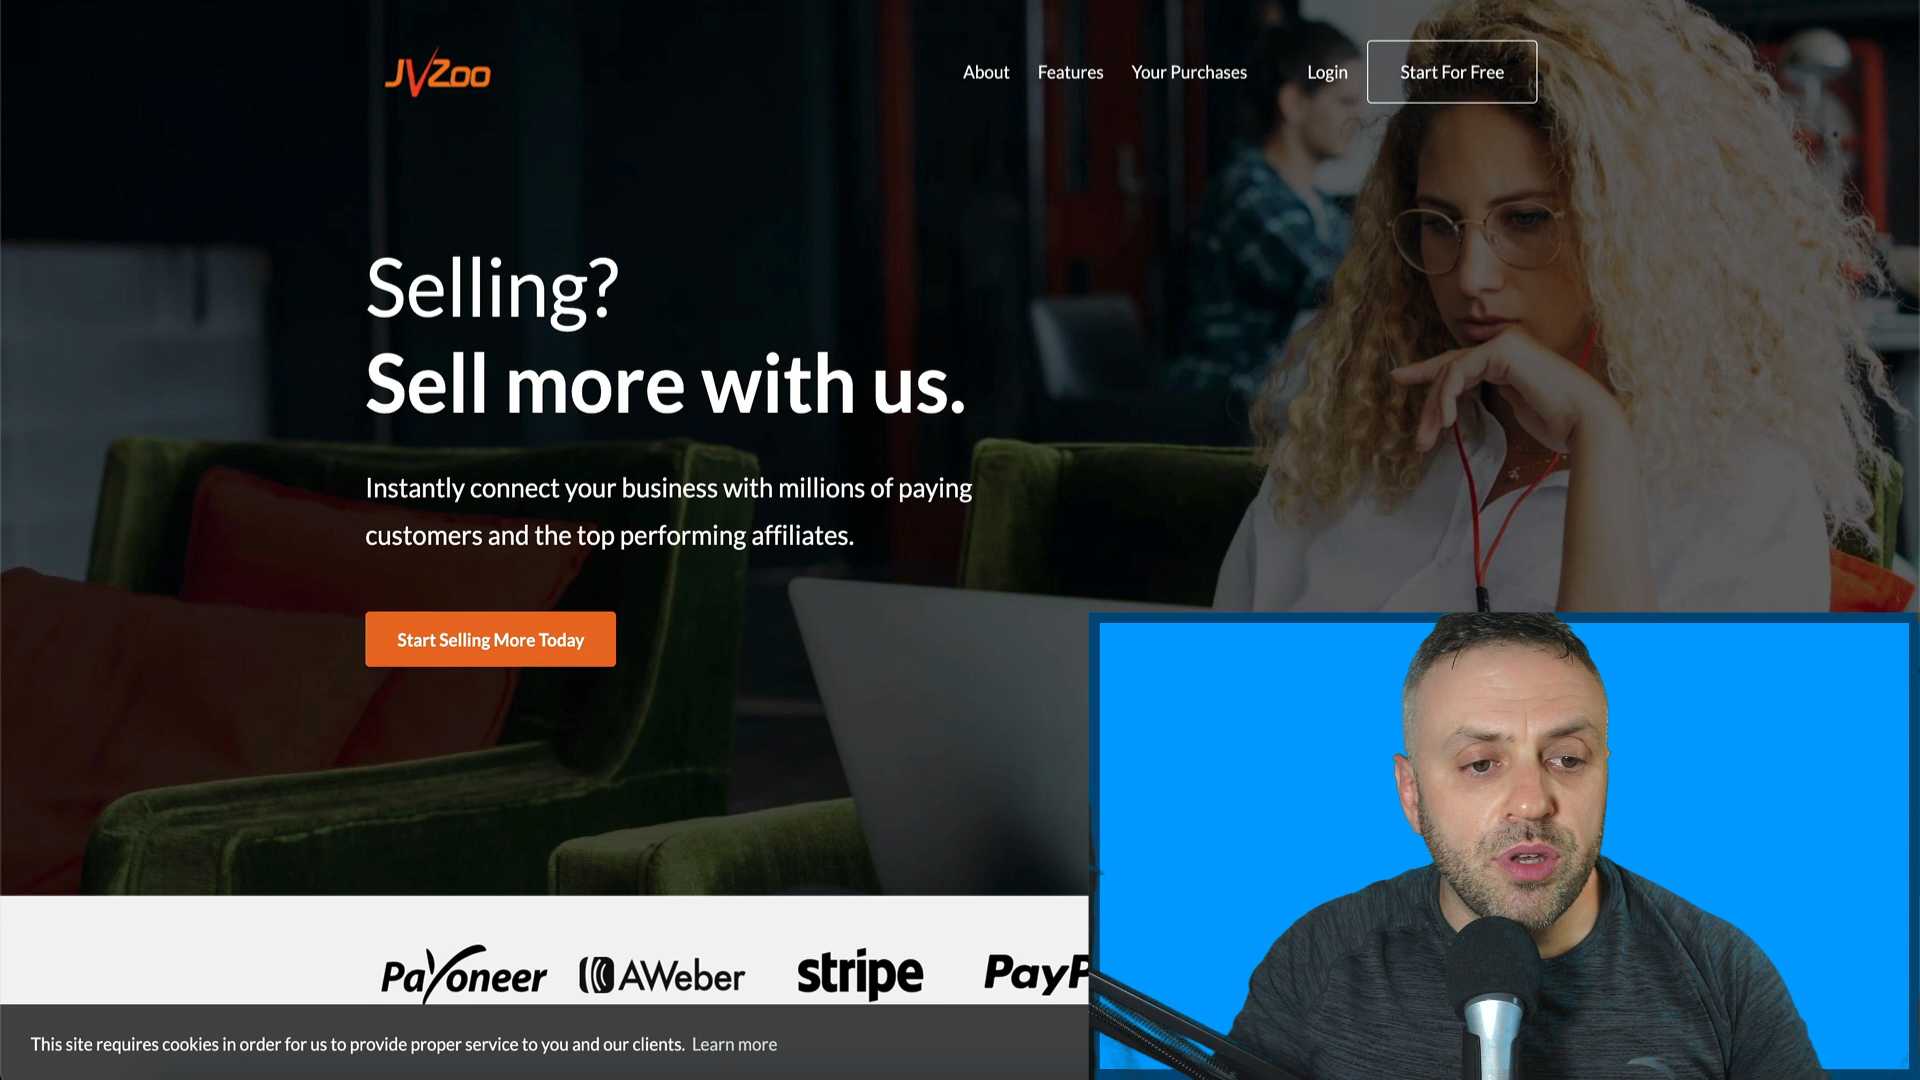 JVZoo
About Features Your Purchases Login Start For Free
Selling?
Sell more with us.
Instantly connect your business with millions of paying
customers and the top performing affiliates.
Start Selling More Today
Payoneer AWeber stripe PayP
This site requires cookies in order for us to provide proper service to you and our clients. Learn more